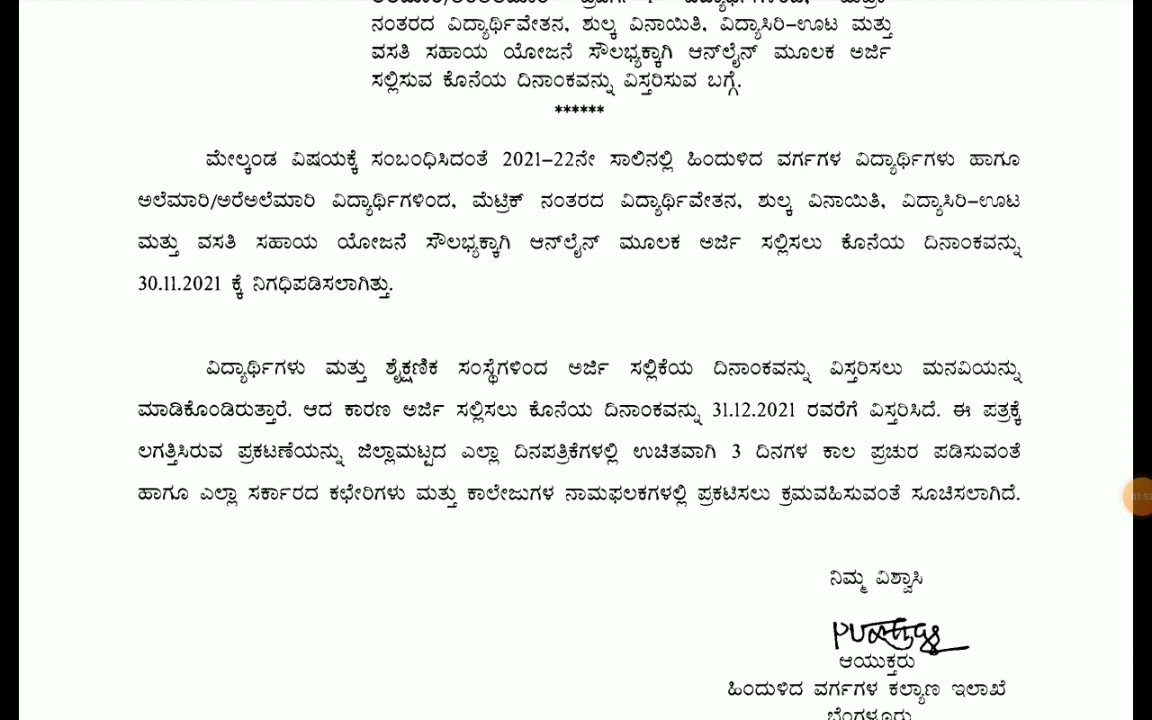 ನಂತರದ ವಿದ್ಯಾರ್ಥಿವೇತನ, ಶುಲ್ಕ ವಿನಾಯಿತಿ, ವಿದ್ಯಾಸಿರಿ–ಊಟ ಮತ್ತು
ವಸತಿ ಸಹಾಯ ಯೋಜನೆ ಸೌಲಭ್ಯಕ್ಕಾಗಿ ಆನ್‌ಲೈನ್ ಮೂಲಕ ಅರ್ಜಿ
ಸಲ್ಲಿಸುವ ಕೊನೆಯ ದಿನಾಂಕವನ್ನು ವಿಸ್ತರಿಸುವ ಬಗ್ಗೆ.
******
ಮೇಲ್ಕಂಡ ವಿಷಯಕ್ಕೆ ಸಂಬಂಧಿಸಿದಂತೆ 2021–22ನೇ ಸಾಲಿನಲ್ಲಿ ಹಿಂದುಳಿದ ವರ್ಗಗಳ ವಿದ್ಯಾರ್ಥಿಗಳು ಹಾಗೂ
ಅಲೆಮಾರಿ/ಅರೆಅಲೆಮಾರಿ ವಿದ್ಯಾರ್ಥಿಗಳಿಂದ, ಮೆಟ್ರಿಕ್ ನಂತರದ ವಿದ್ಯಾರ್ಥಿವೇತನ, ಶುಲ್ಕ ವಿನಾಯಿತಿ, ವಿದ್ಯಾಸಿರಿ–ಊಟ
ಮತ್ತು ವಸತಿ ಸಹಾಯ ಯೋಜನೆ ಸೌಲಭ್ಯಕ್ಕಾಗಿ ಆನ್‌ಲೈನ್ ಮೂಲಕ ಅರ್ಜಿ ಸಲ್ಲಿಸಲು ಕೊನೆಯ ದಿನಾಂಕವನ್ನು
30.11.2021 ಕ್ಕೆ ನಿಗಧಿಪಡಿಸಲಾಗಿತ್ತು.
ವಿದ್ಯಾರ್ಥಿಗಳು ಮತ್ತು ಶೈಕ್ಷಣಿಕ ಸಂಸ್ಥೆಗಳಿಂದ ಅರ್ಜಿ ಸಲ್ಲಿಕೆಯ ದಿನಾಂಕವನ್ನು ವಿಸ್ತರಿಸಲು ಮನವಿಯನ್ನು
ಮಾಡಿಕೊಂಡಿರುತ್ತಾರೆ. ಆದ ಕಾರಣ ಅರ್ಜಿ ಸಲ್ಲಿಸಲು ಕೊನೆಯ ದಿನಾಂಕವನ್ನು 31.12.2021 ರವರೆಗೆ ವಿಸ್ತರಿಸಿದೆ. ಈ ಪತ್ರಕ್ಕೆ
ಲಗತ್ತಿಸಿರುವ ಪ್ರಕಟಣೆಯನ್ನು ಜಿಲ್ಲಾಮಟ್ಟದ ಎಲ್ಲಾ ದಿನಪತ್ರಿಕೆಗಳಲ್ಲಿ ಉಚಿತವಾಗಿ 3 ದಿನಗಳ ಕಾಲ ಪ್ರಚುರ ಪಡಿಸುವಂತೆ
ಹಾಗೂ ಎಲ್ಲಾ ಸರ್ಕಾರದ ಕಛೇರಿಗಳು ಮತ್ತು ಕಾಲೇಜುಗಳ ನಾಮಫಲಕಗಳಲ್ಲಿ ಪ್ರಕಟಿಸಲು ಕ್ರಮವಹಿಸುವಂತೆ ಸೂಚಿಸಲಾಗಿದೆ.
ನಿಮ್ಮ ವಿಶ್ವಾಸಿ
ಆಯುಕ್ತರು
ಹಿಂದುಳಿದ ವರ್ಗಗಳ ಕಲ್ಯಾಣ ಇಲಾಖೆ
ಬೆಂಗಳೂರು